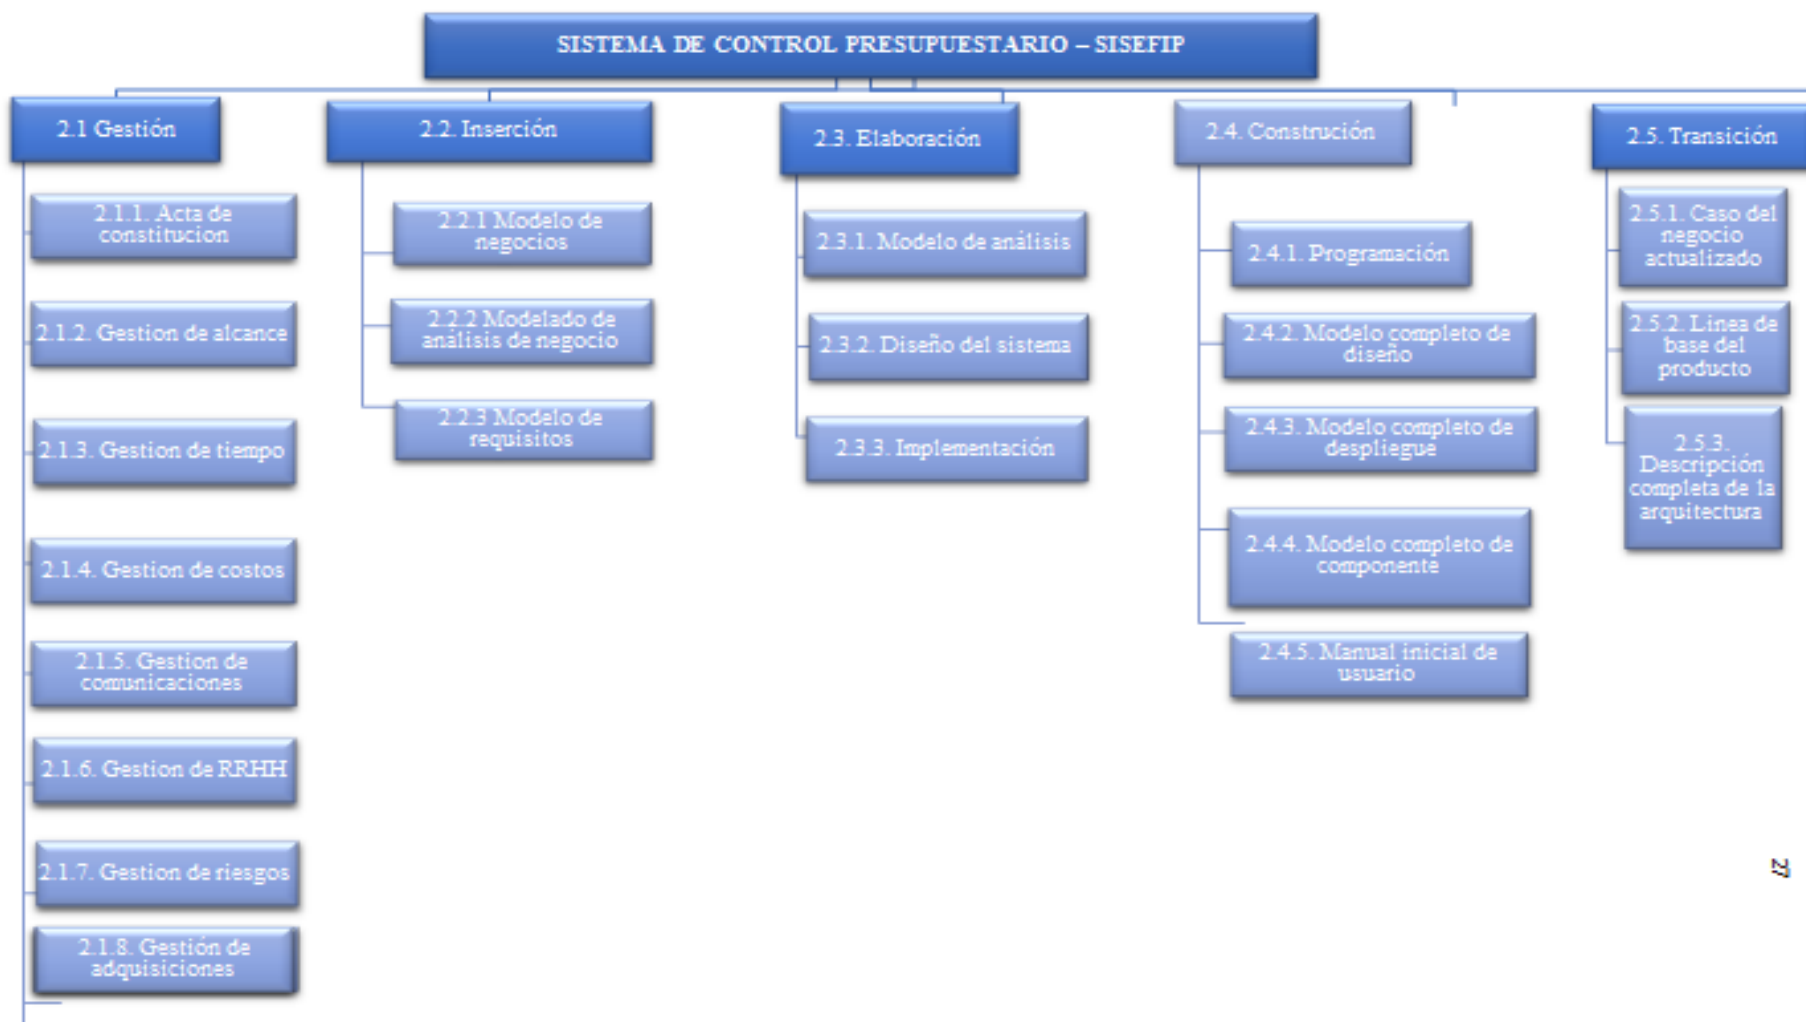 SISTEMA DE CONTROL PRESUPUESTARIO – SISEFIP
2.1 Gestión
2.1.1. Acta de
constitucion
2.1.2. Gestion de alcance
2.1.3. Gestion de tiempo
2.1.4. Gestion de costos
2.1.5. Gestion de
comunicaciones
2.1.6. Gestion de RRHH
2.1.7. Gestion de riesgos
2.1.8. Gestión de
adquisiciones
2.2. Inserción
2.2.1 Modelo de
negocios
2.2.2 Modelado de
análisis de negocio
2.2.3 Modelo de
requisitos
2.3. Elaboración
2.3.1. Modelo de análisis
2.3.2. Diseño del sistema
2.3.3. Implementación
2.4. Construción
2.4.1. Programación
2.4.2. Modelo completo de
diseño
2.4.3. Modelo completo de
despliegue
2.4.4. Modelo completo de
componente
2.4.5. Manual inicial de
usuario
2.5. Transición
2.5.1. Caso del
negocio
actualizado
2.5.2. Linea de
base del
producto
2.5.3.
Descripción
completa de la
arquitectura
27